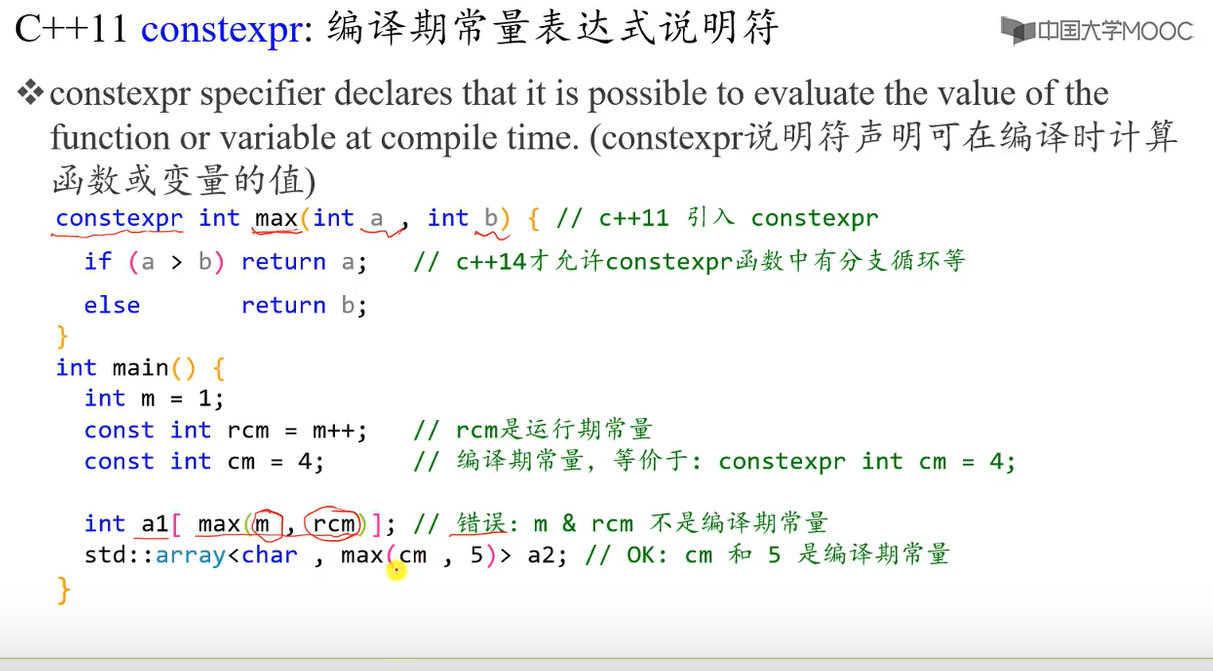 C++11 constexpr: 编译期常量表达式说明符
中国大学MOOC
❖constexpr specifier declares that it is possible to evaluate the value of the
function or variable at compile time. (constexpr说明符声明可在编译时计算
函数或变量的值)
constexpr int max(int a , int b) { // c++11 引入 constexpr
if (a > b) return a; // c++14才允许constexpr函数中有分支循环等
else return b;
}
int main() {
int m = 1;
const int rcm = m++; // rcm是运行期常量
const int cm = 4; // 编译期常量, 等价于: constexpr int cm = 4;
int a1[ max(m , rcm)]; // 错误: m & rcm 不是编译期常量
std::array<char , max(cm , 5)> a2; // OK: cm 和 5 是编译期常量
}